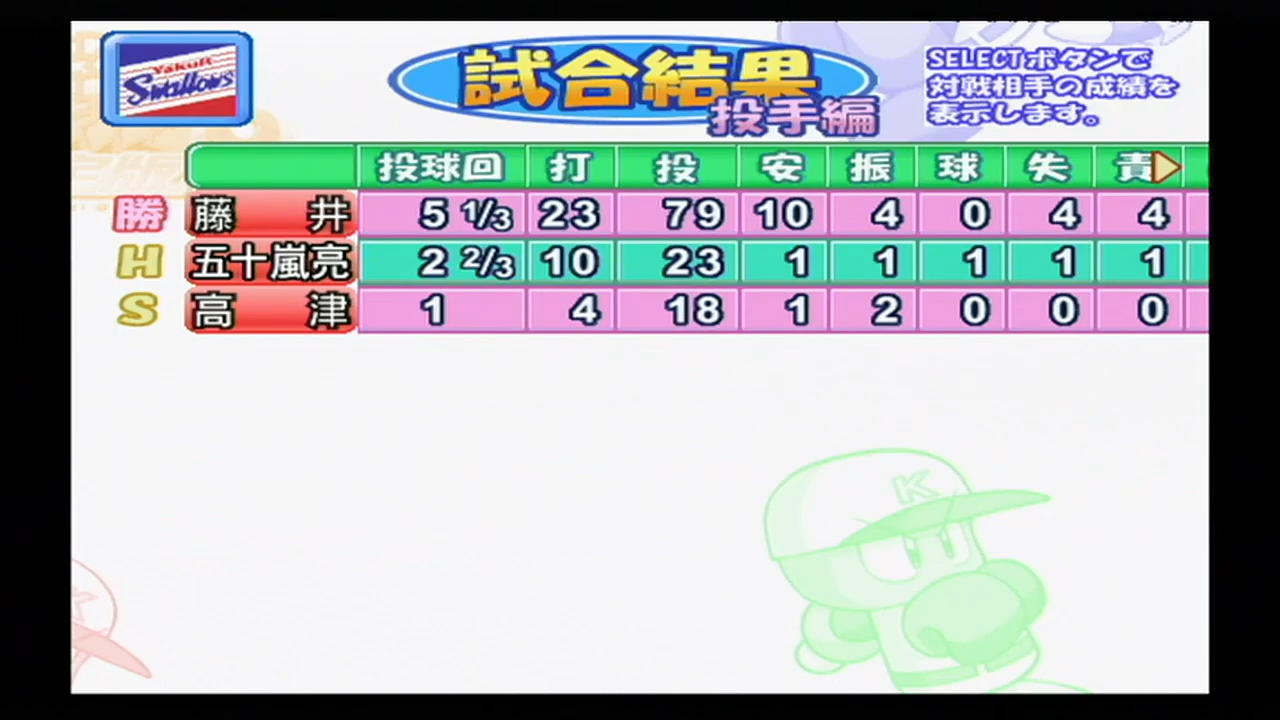 Yakult
Swallows
試合結果
投手編
SELECTボタンで
対戦相手の成績を
表示します。
投球回 打 投 安 振 球 失 責
勝 藤井 5 1/3 23 79 10 4 0 4 4
H 五十嵐亮 2 2/3 10 23 1 1 1 1 1
S 高津 1 4 18 1 2 0 0 0
K
K